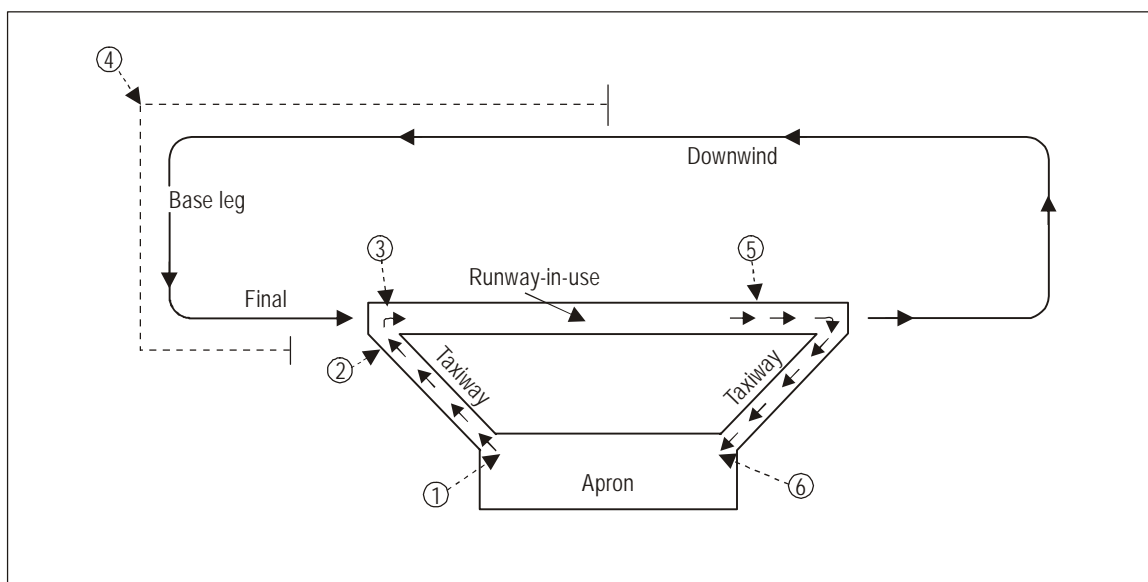 ④
Downwind
Base leg
③
⑤
Runway-in-use
Final
②
Taxiway
Taxiway
①
Apron
⑥